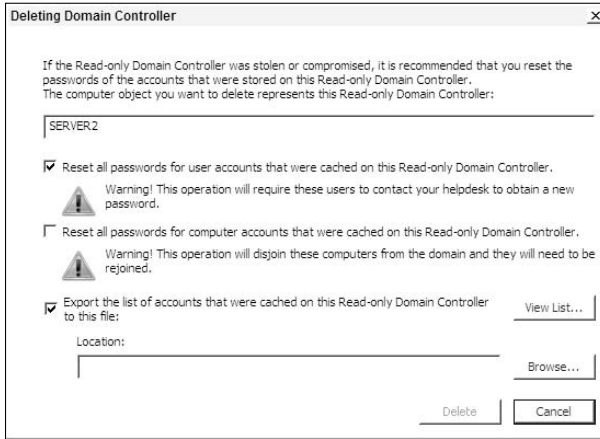 Deleting Domain Controller
If the Read-only Domain Controller was stolen or compromised, it is recommended that you reset the
passwords of the accounts that were stored on this Read-only Domain Controller.
The computer object you want to delete represents this Read-only Domain Controller:
SERVER2
Reset all passwords for user accounts that were cached on this Read-only Domain Controller.
Warning! This operation will require these users to contact your helpdesk to obtain a new
password.
Reset all passwords for computer accounts that were cached on this Read-only Domain Controller.
Warning! This operation will disjoin these computers from the domain and they will need to be
rejoined.
Export the list of accounts that were cached on this Read-only Domain Controller
to this file:
View List...
Location:
Browse...
Delete
Cancel